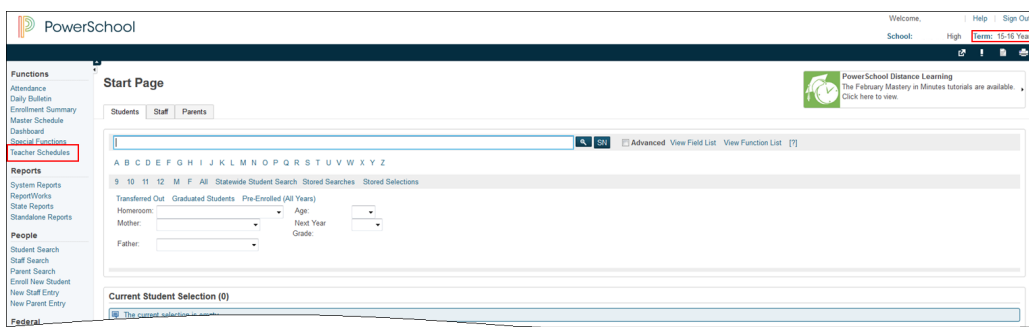 PowerSchool
Welcome, Help Sign Out
School: High Term: 15-16 Year
Functions
Attendance
Daily Bulletin
Enrollment Summary
Master Schedule
Dashboard
Special Functions
Teacher Schedules
Reports
System Reports
ReportWorks
State Reports
Standalone Reports
People
Student Search
Staff Search
Parent Search
Enroll New Student
New Staff Entry
New Parent Entry
Federal
Start Page
PowerSchool Distance Learning
The February Mastery in Minutes tutorials are available.
Click here to view.
Students Staff Parents
SN Advanced View Field List View Function List [?]
A B C D E F G H I J K L M N O P Q R S T U V W X Y Z
9 10 11 12 M F All Statewide Student Search Stored Searches Stored Selections
Transferred Out Graduated Students Pre-Enrolled (All Years)
Homeroom: Age:
Mother: Next Year
Grade:
Father:
Current Student Selection (0)
The current selection is empty